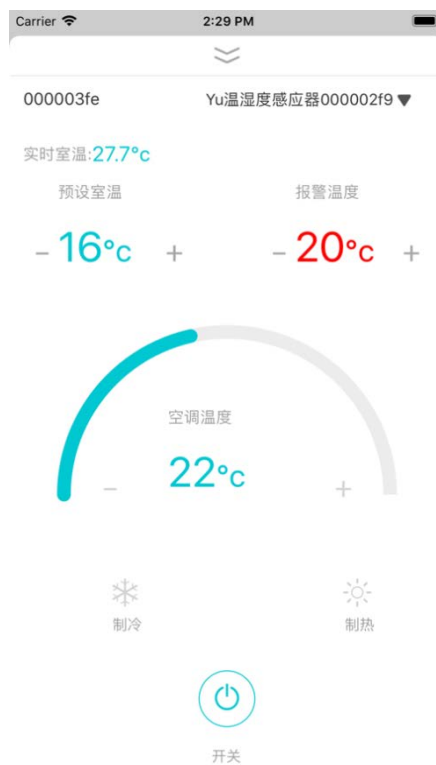 Carrier 2:29 PM
000003fe Yu温湿度感应器000002f9
实时室温:27.7°c
预设室温 报警温度
- 16°c + - 20°c +
空调温度
- 22°c +
制冷 制热
开关